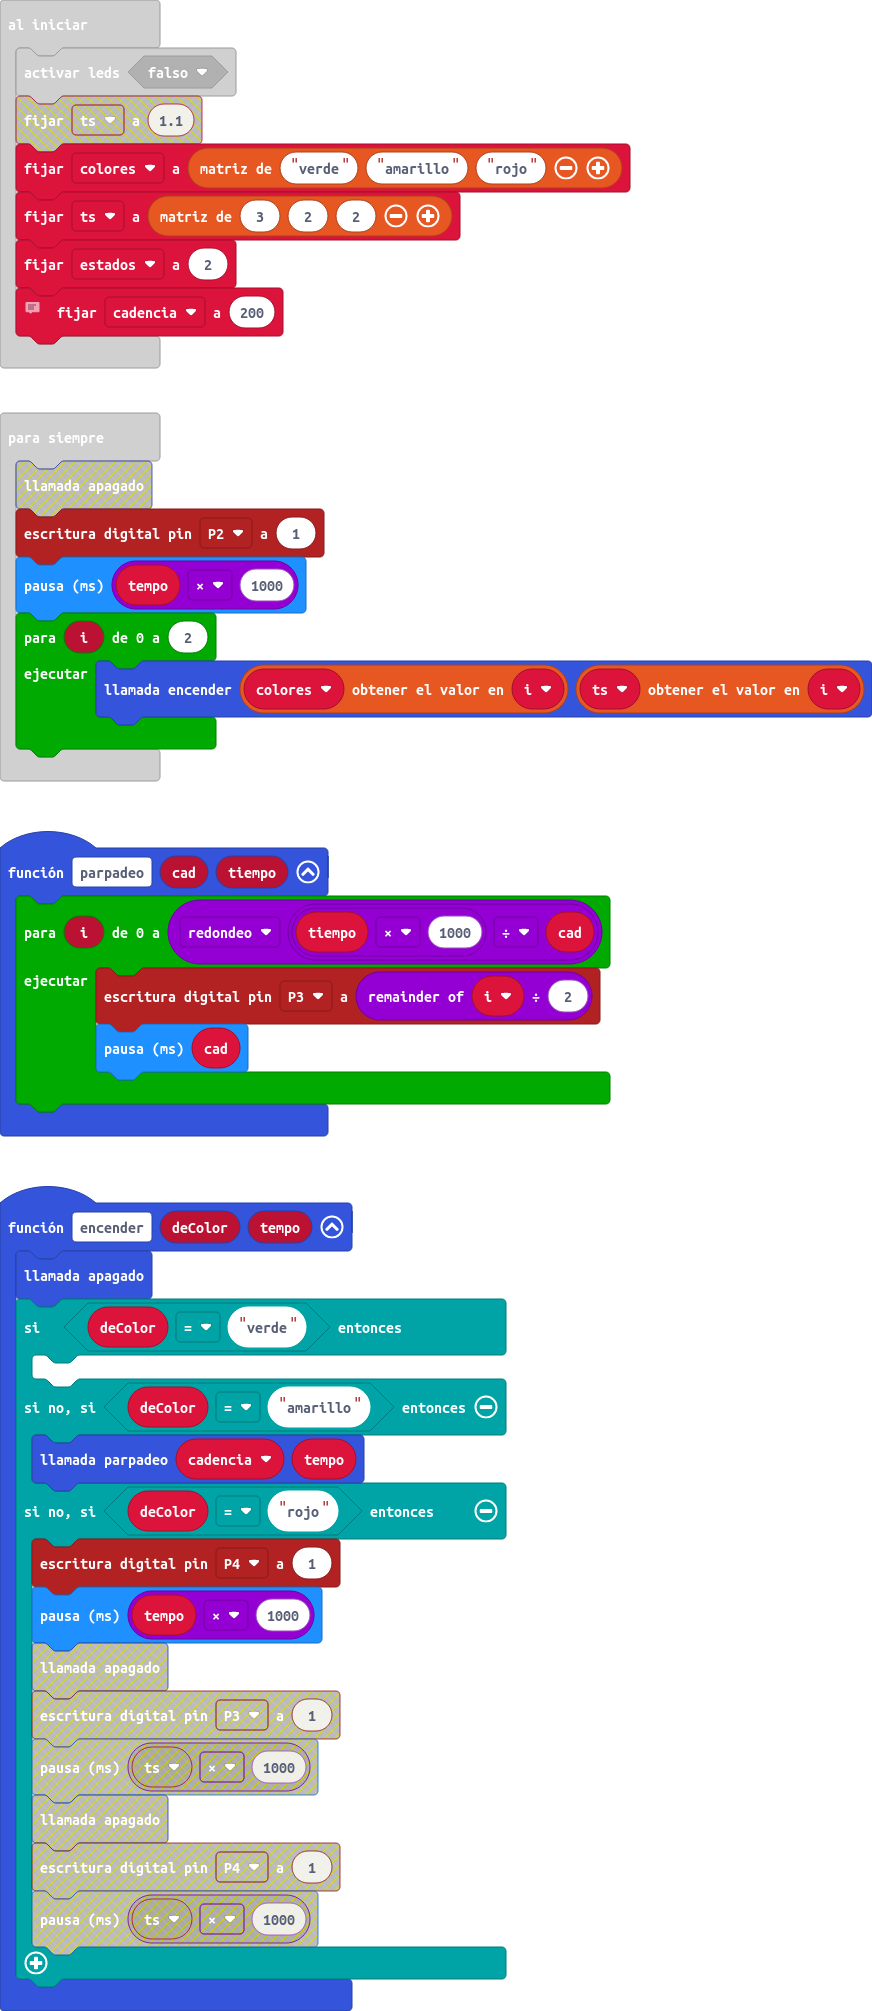 al iniciar
activar leds falso
fijar ts a 1.1
fijar colores a matriz de "verde" "amarillo" "rojo"
fijar ts a matriz de 3 2 2
fijar estados a 2
fijar cadencia a 200
para siempre
llamada apagado
escritura digital pin P2 a 1
pausa (ms) tempo × 1000
para i de 0 a 2
ejecutar
llamada encender colores obtener el valor en i ts obtener el valor en i
función parpadeo cad tiempo
para i de 0 a redondeo tiempo × 1000 ÷ cad
ejecutar
escritura digital pin P3 a remainder of i ÷ 2
pausa (ms) cad
función encender deColor tempo
llamada apagado
si deColor = "verde" entonces
si no, si deColor = "amarillo" entonces
llamada parpadeo cadencia tempo
si no, si deColor = "rojo" entonces
escritura digital pin P4 a 1
pausa (ms) tempo × 1000
llamada apagado
escritura digital pin P3 a 1
pausa (ms) ts × 1000
llamada apagado
escritura digital pin P4 a 1
pausa (ms) ts × 1000